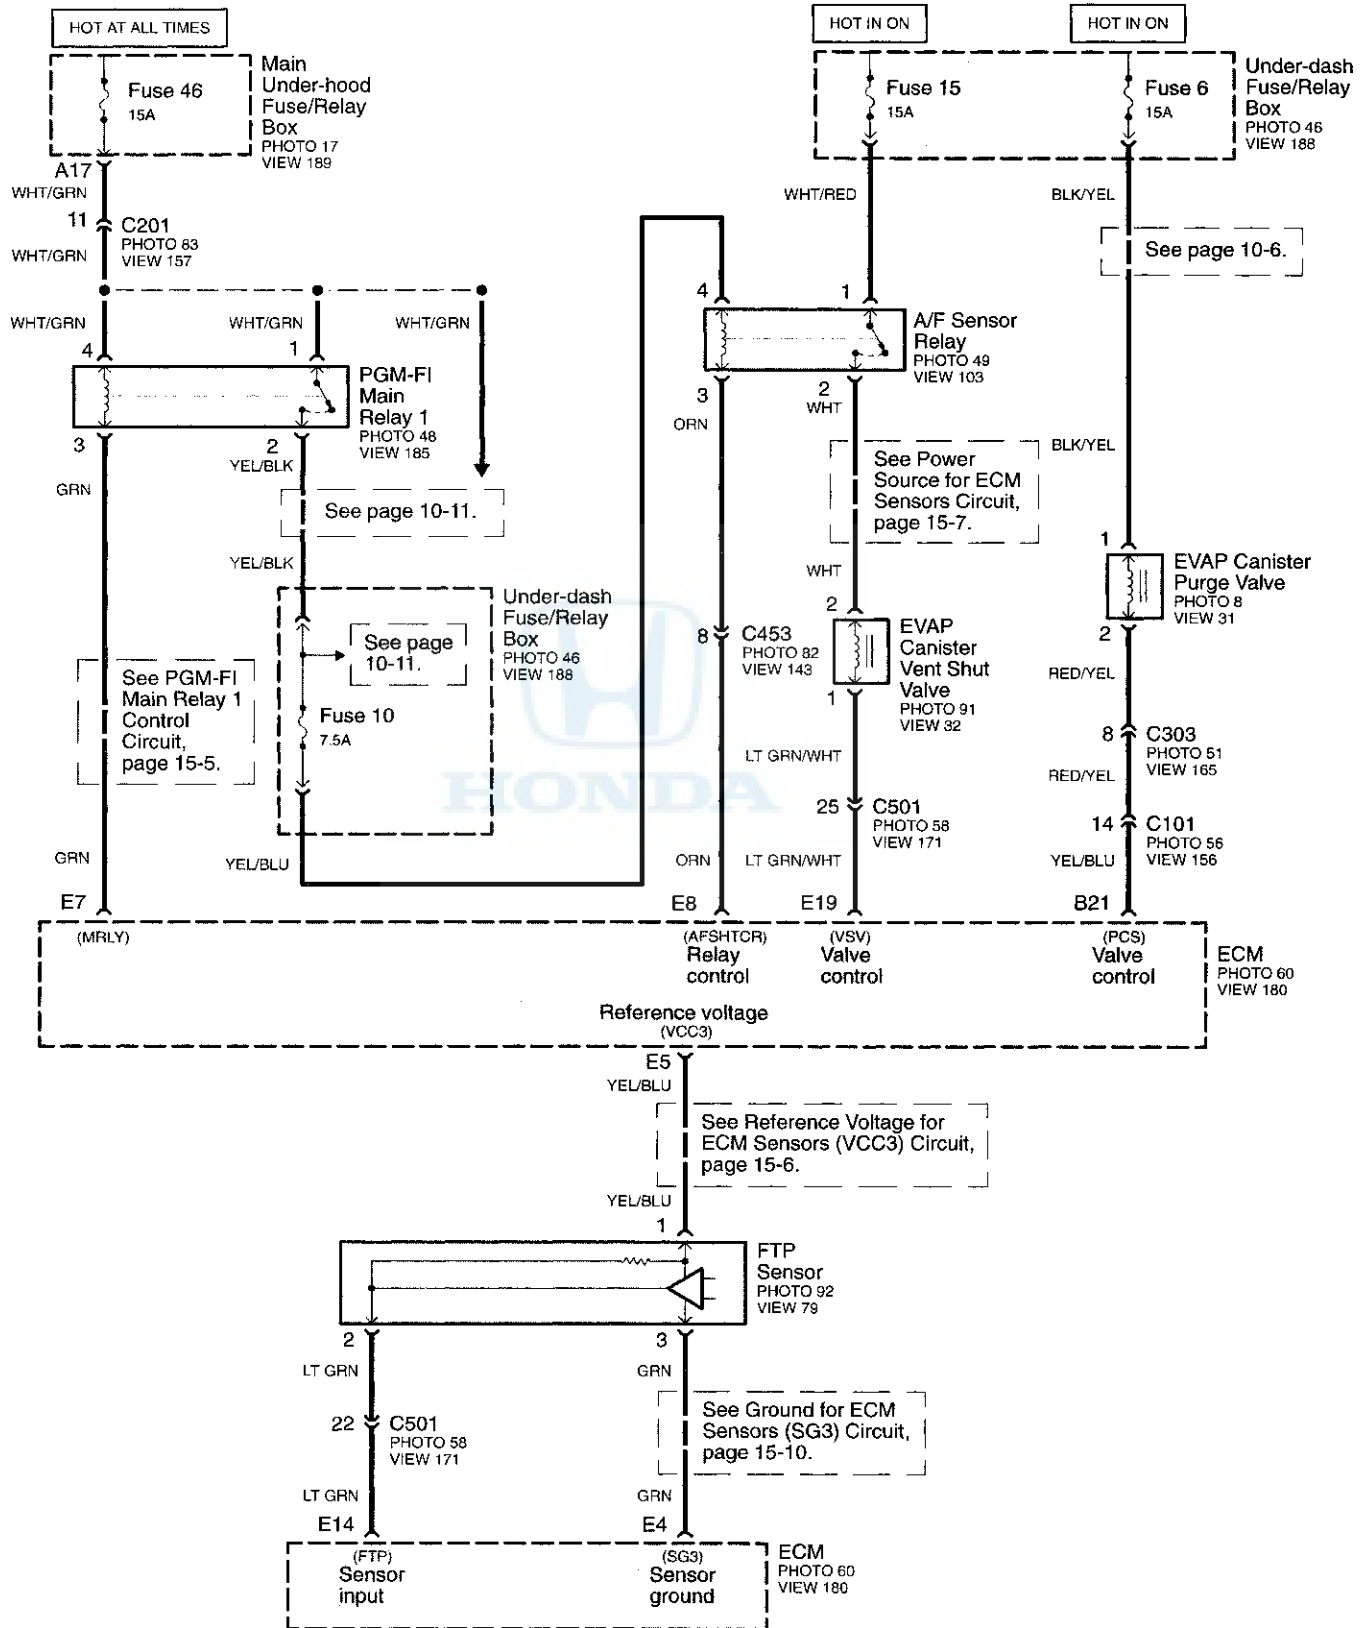 HOT AT ALL TIMES
HOT IN ON
HOT IN ON
Fuse 46
15A
Main
Under-hood
Fuse/Relay
Box
PHOTO 17
VIEW 189
Fuse 15
15A
Fuse 6
15A
Under-dash
Fuse/Relay
Box
PHOTO 46
VIEW 188
A17
WHT/GRN
11
C201
PHOTO 83
VIEW 157
WHT/GRN
WHT/RED
BLK/YEL
See page 10-6.
WHT/GRN
WHT/GRN
WHT/GRN
4
1
PGM-FI
Main
Relay 1
PHOTO 48
VIEW 185
3
2
4
1
A/F Sensor
Relay
PHOTO 49
VIEW 103
3
2
WHT
ORN
GRN
YEL/BLK
See page 10-11.
YEL/BLK
BLK/YEL
See Power
Source for ECM
Sensors Circuit,
page 15-7.
WHT
1
EVAP Canister
Purge Valve
PHOTO 8
VIEW 31
2
Under-dash
Fuse/Relay
Box
PHOTO 46
VIEW 188
See page
10-11.
Fuse 10
7.5A
8
C453
PHOTO 82
VIEW 143
2
EVAP
Canister
Vent Shut
Valve
PHOTO 91
VIEW 32
1
See PGM-FI
Main Relay 1
Control
Circuit,
page 15-5.
RED/YEL
8
C303
PHOTO 51
VIEW 165
RED/YEL
LT GRN/WHT
HONDA
25
C501
PHOTO 58
VIEW 171
14
C101
PHOTO 56
VIEW 156
GRN
YEL/BLU
ORN
LT GRN/WHT
YEL/BLU
E7
E8
E19
B21
(MRLY)
(AFSHTCR)
Relay
control
(VSV)
Valve
control
(PCS)
Valve
control
ECM
PHOTO 60
VIEW 180
Reference voltage
(VCC3)
E5
YEL/BLU
See Reference Voltage for
ECM Sensors (VCC3) Circuit,
page 15-6.
YEL/BLU
1
FTP
Sensor
PHOTO 92
VIEW 79
2
3
LT GRN
GRN
22
C501
PHOTO 58
VIEW 171
See Ground for ECM
Sensors (SG3) Circuit,
page 15-10.
LT GRN
GRN
E14
E4
(FTP)
Sensor
input
(SG3)
Sensor
ground
ECM
PHOTO 60
VIEW 180